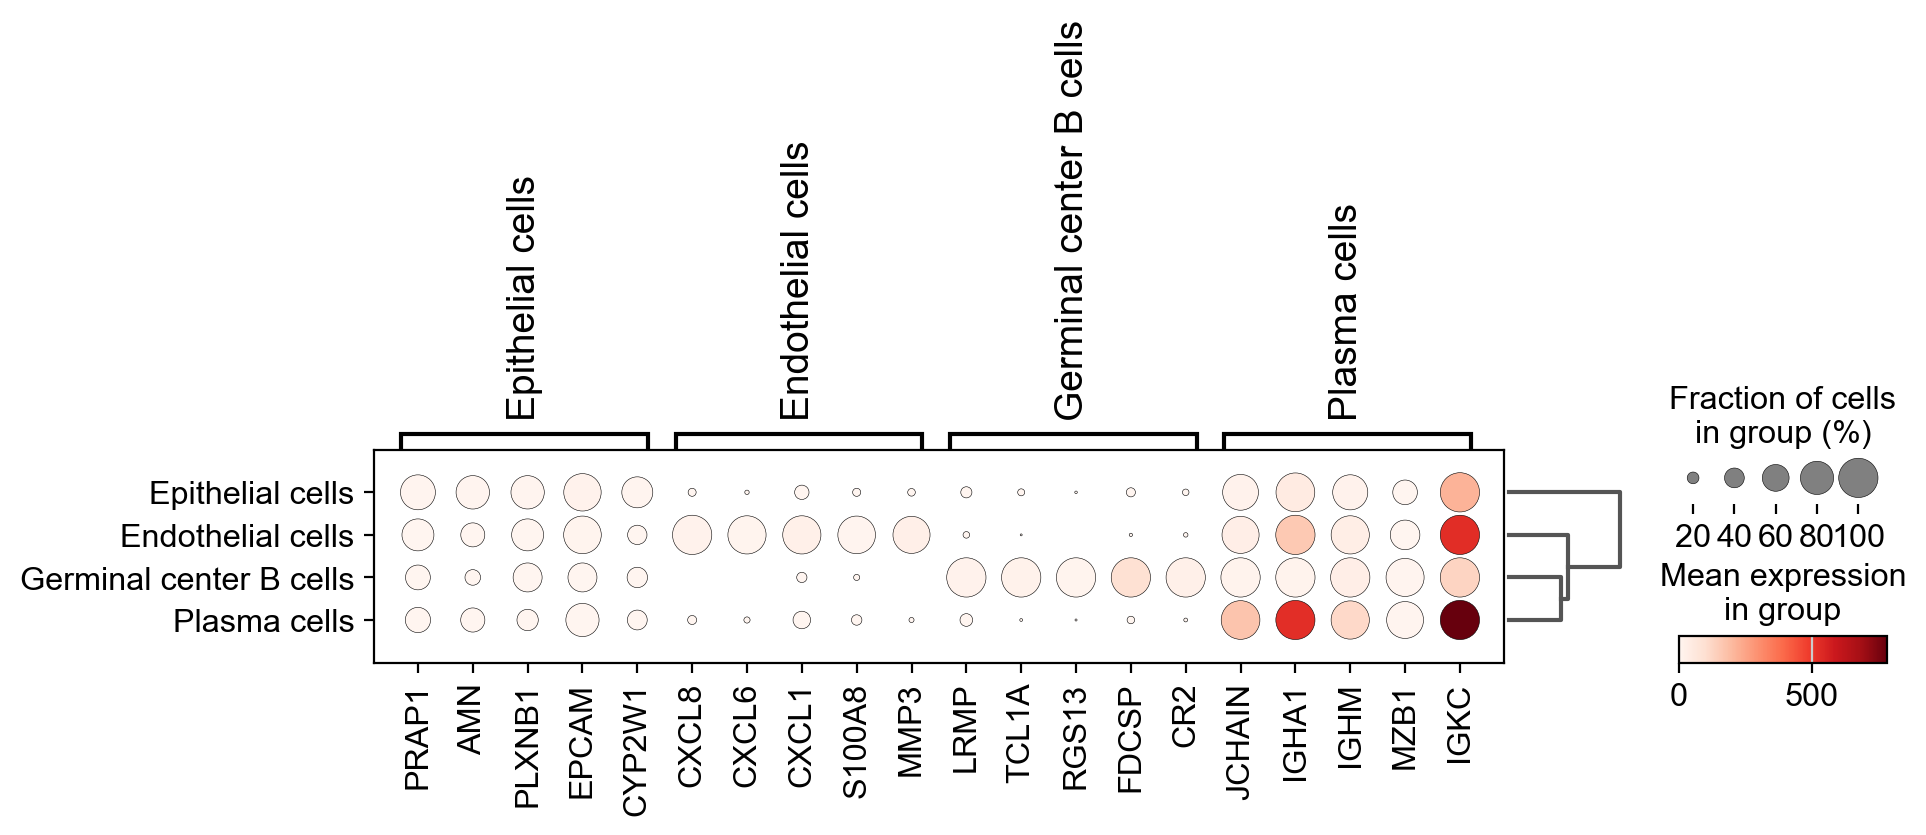 Epithelial cells
Endothelial cells
Germinal center B cells
Plasma cells
Epithelial cells
Endothelial cells
Germinal center B cells
Plasma cells
PRAP1
AMN
PLXNB1
EPCAM
CYP2W1
CXCL8
CXCL6
CXCL1
S100A8
MMP3
LRMP
TCL1A
RGS13
FDCSP
CR2
JCHAIN
IGHA1
IGHM
MZB1
IGKC
Fraction of cells
in group (%)
20 40 60 80100
Mean expression
in group
0 500